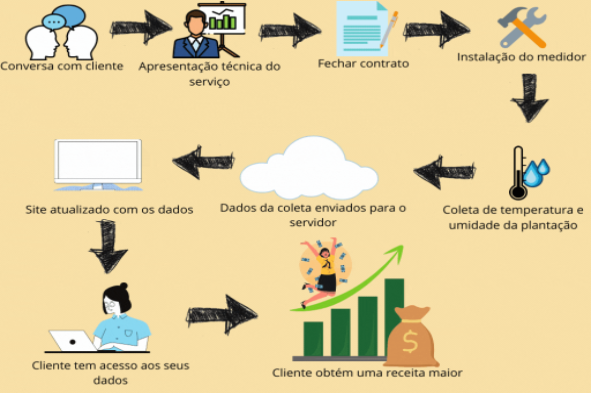 Conversa com cliente
Apresentação técnica do
serviço
Fechar contrato
Instalação do medidor
Coleta de temperatura e
umidade da plantação
Dados da coleta enviados para o
servidor
Site atualizado com os dados
Cliente tem acesso aos seus
dados
$
Cliente obtém uma receita maior